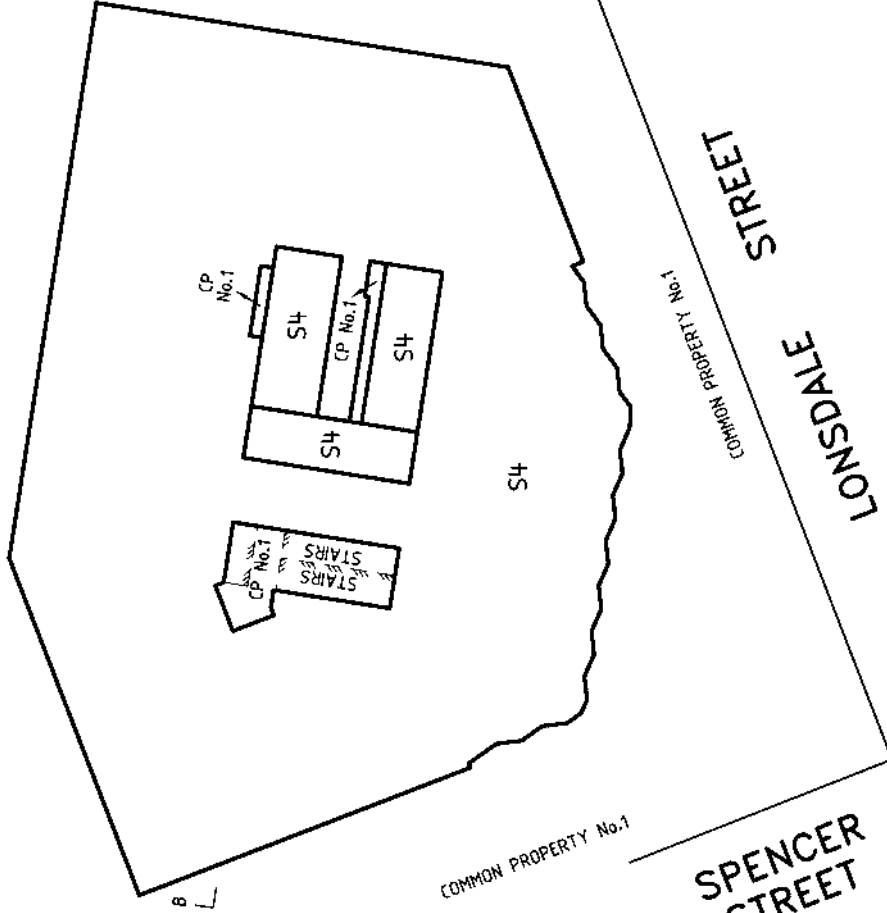 STREET
LONSDALE
COMMON PROPERTY No.1
CP
No.1
S4
CP No.1
S4
S4
S4
CP No.1
STAIRS
STAIRS
COMMON PROPERTY No.1
SPENCER
STREET
B